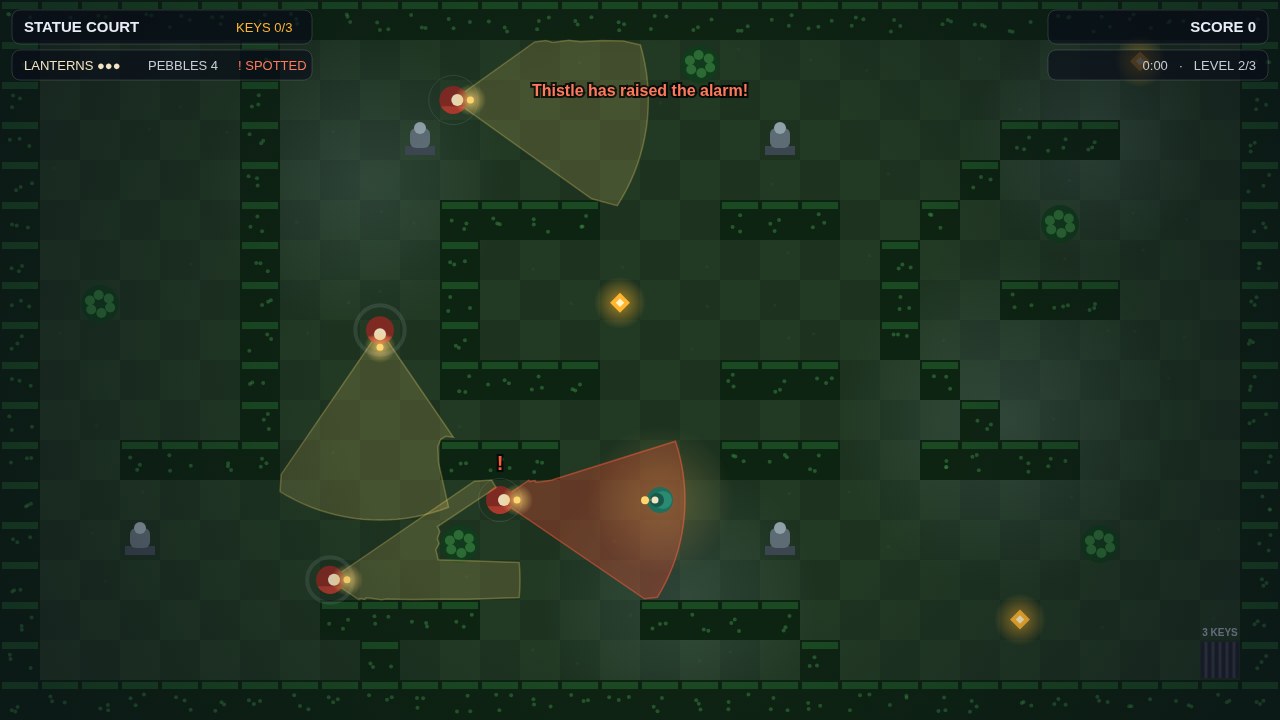 STATUE COURT
KEYS 0/3
SCORE 0
LANTERNS
PEBBLES 4
! SPOTTED
0:00 · LEVEL 2/3
Thistle has raised the alarm!
!
3 KEYS